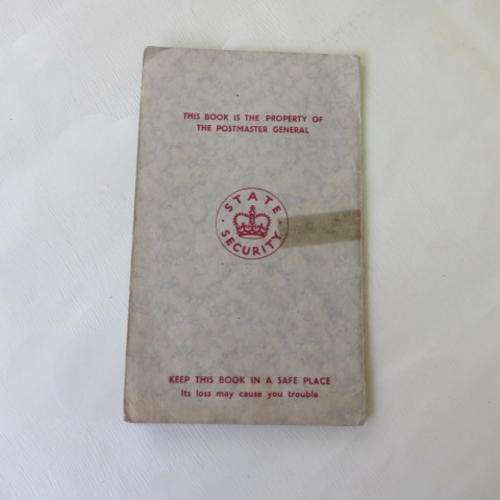 THIS BOOK IS THE PROPERTY OF
THE POSTMASTER GENERAL
· STATE ·
SECURITY
KEEP THIS BOOK IN A SAFE PLACE
Its loss may cause you trouble